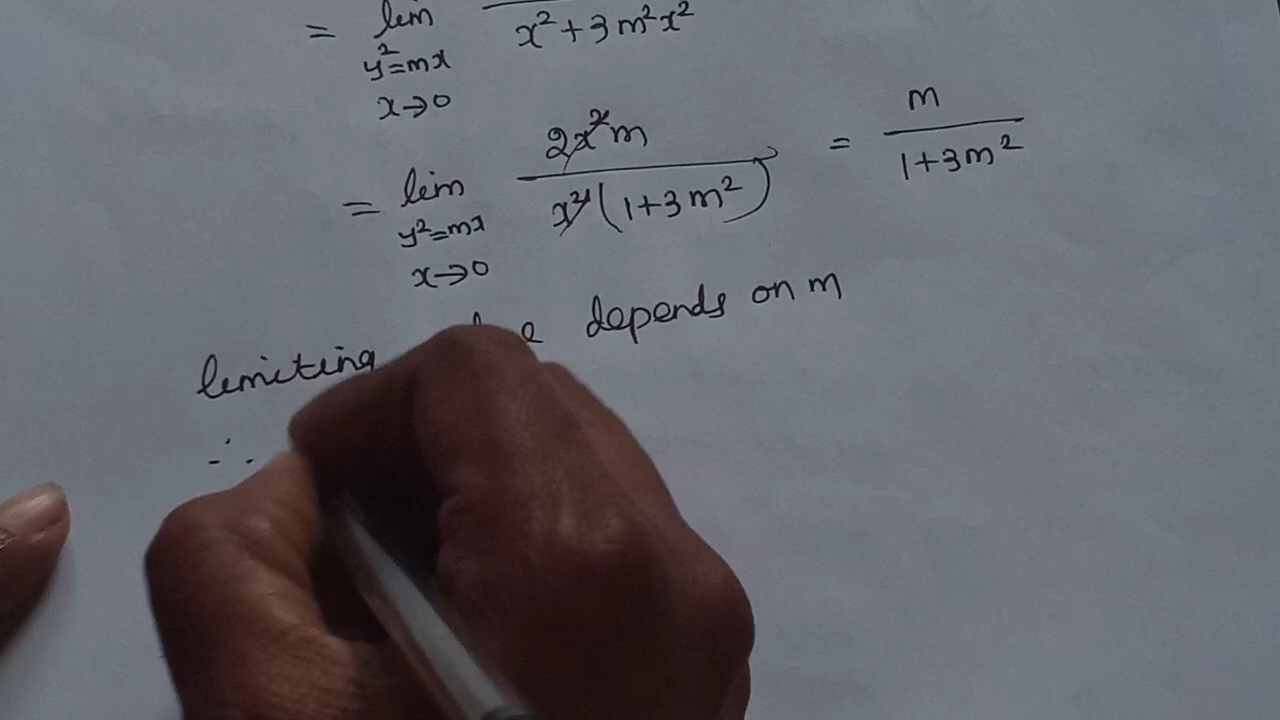 = lim x²+3m²x²
y²=mx
x→0
= lim 2x²m / x²(1+3m²) = m / 1+3m²
y²=mx
x→0
limiting depends on m
∴